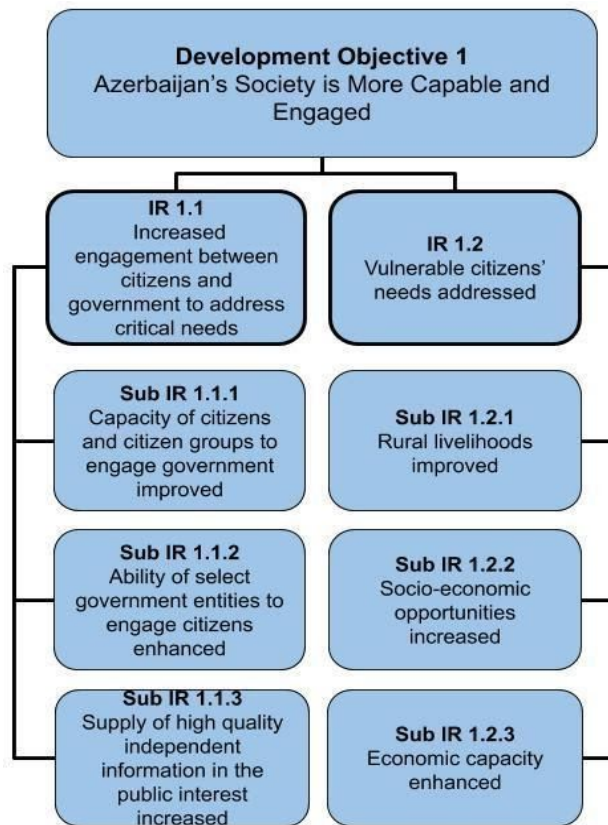 Development Objective 1
Azerbaijan's Society is More Capable and
Engaged
IR 1.1
Increased
engagement between
citizens and
government to address
critical needs
IR 1.2
Vulnerable citizens'
needs addressed
Sub IR 1.1.1
Capacity of citizens
and citizen groups to
engage government
improved
Sub IR 1.2.1
Rural livelihoods
improved
Sub IR 1.1.2
Ability of select
government entities to
engage citizens
enhanced
Sub IR 1.2.2
Socio-economic
opportunities
increased
Sub IR 1.1.3
Supply of high quality
independent
information in the
public interest
increased
Sub IR 1.2.3
Economic capacity
enhanced